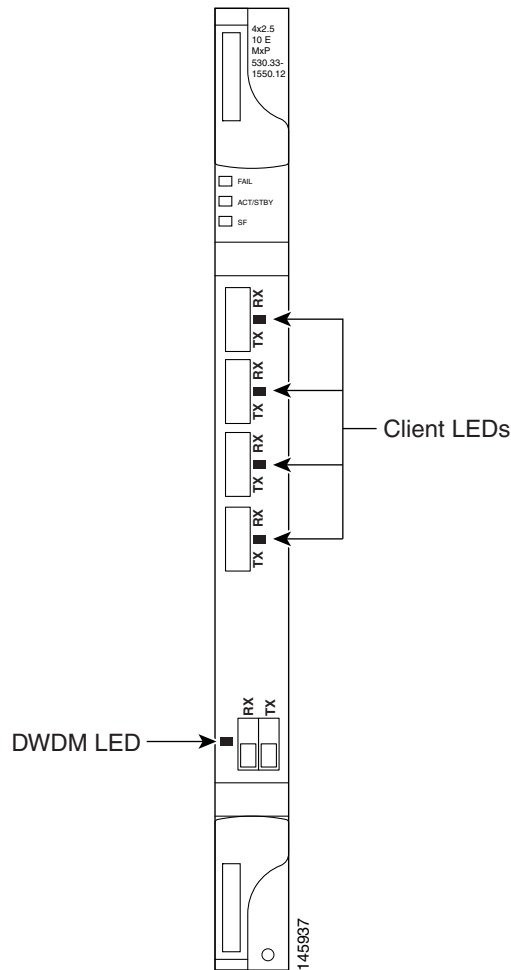 4x2.5
10 E
MxP
530.33-
1550.12
FAIL
ACT/STBY
SF
RX
TX
RX
TX
RX
TX
RX
TX
Client LEDs
RX
TX
DWDM LED
145937